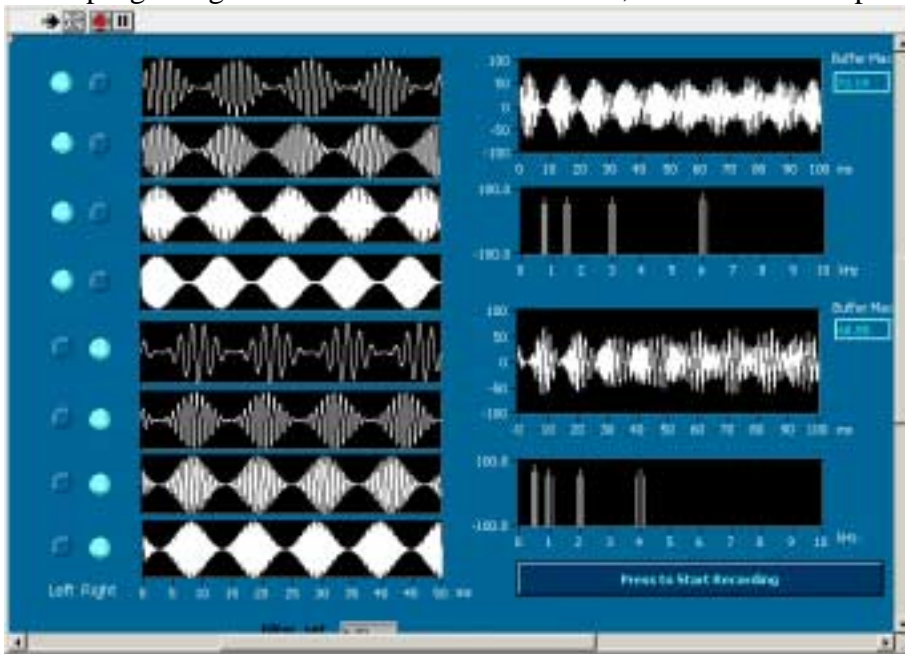 Buffer Max
100
50
0
-50
-100
0 10 20 30 40 50 60 70 80 90 100 ms
100.0
-100.0
0 1 2 3 4 5 6 7 8 9 10 kHz
Buffer Max
100
50
0
-50
-100
0 10 20 30 40 50 60 70 80 90 100 ms
100.0
-100.0
0 1 2 3 4 5 6 7 8 9 10 kHz
Press to Start Recording
Left Right
0 5 10 15 20 25 30 35 40 45 50 ms